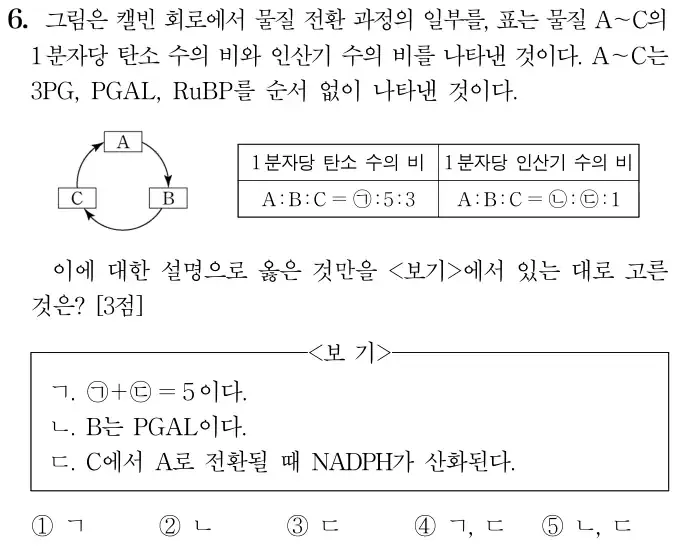 6. 그림은 캘빈 회로에서 물질 전환 과정의 일부를, 표는 물질 A~C의
1분자당 탄소 수의 비와 인산기 수의 비를 나타낸 것이다. A~C는
3PG, PGAL, RuBP를 순서 없이 나타낸 것이다.
A
C
B
1분자당 탄소 수의 비 1분자당 인산기 수의 비
A:B:C=㉠:5:3 A:B:C=㉡:㉢:1
이에 대한 설명으로 옳은 것만을 <보기>에서 있는 대로 고른
것은? [3점]
<보 기>
ㄱ. ㉠+㉢=5이다.
ㄴ. B는 PGAL이다.
ㄷ. C에서 A로 전환될 때 NADPH가 산화된다.
① ㄱ ② ㄴ ③ ㄷ ④ ㄱ, ㄷ ⑤ ㄴ, ㄷ